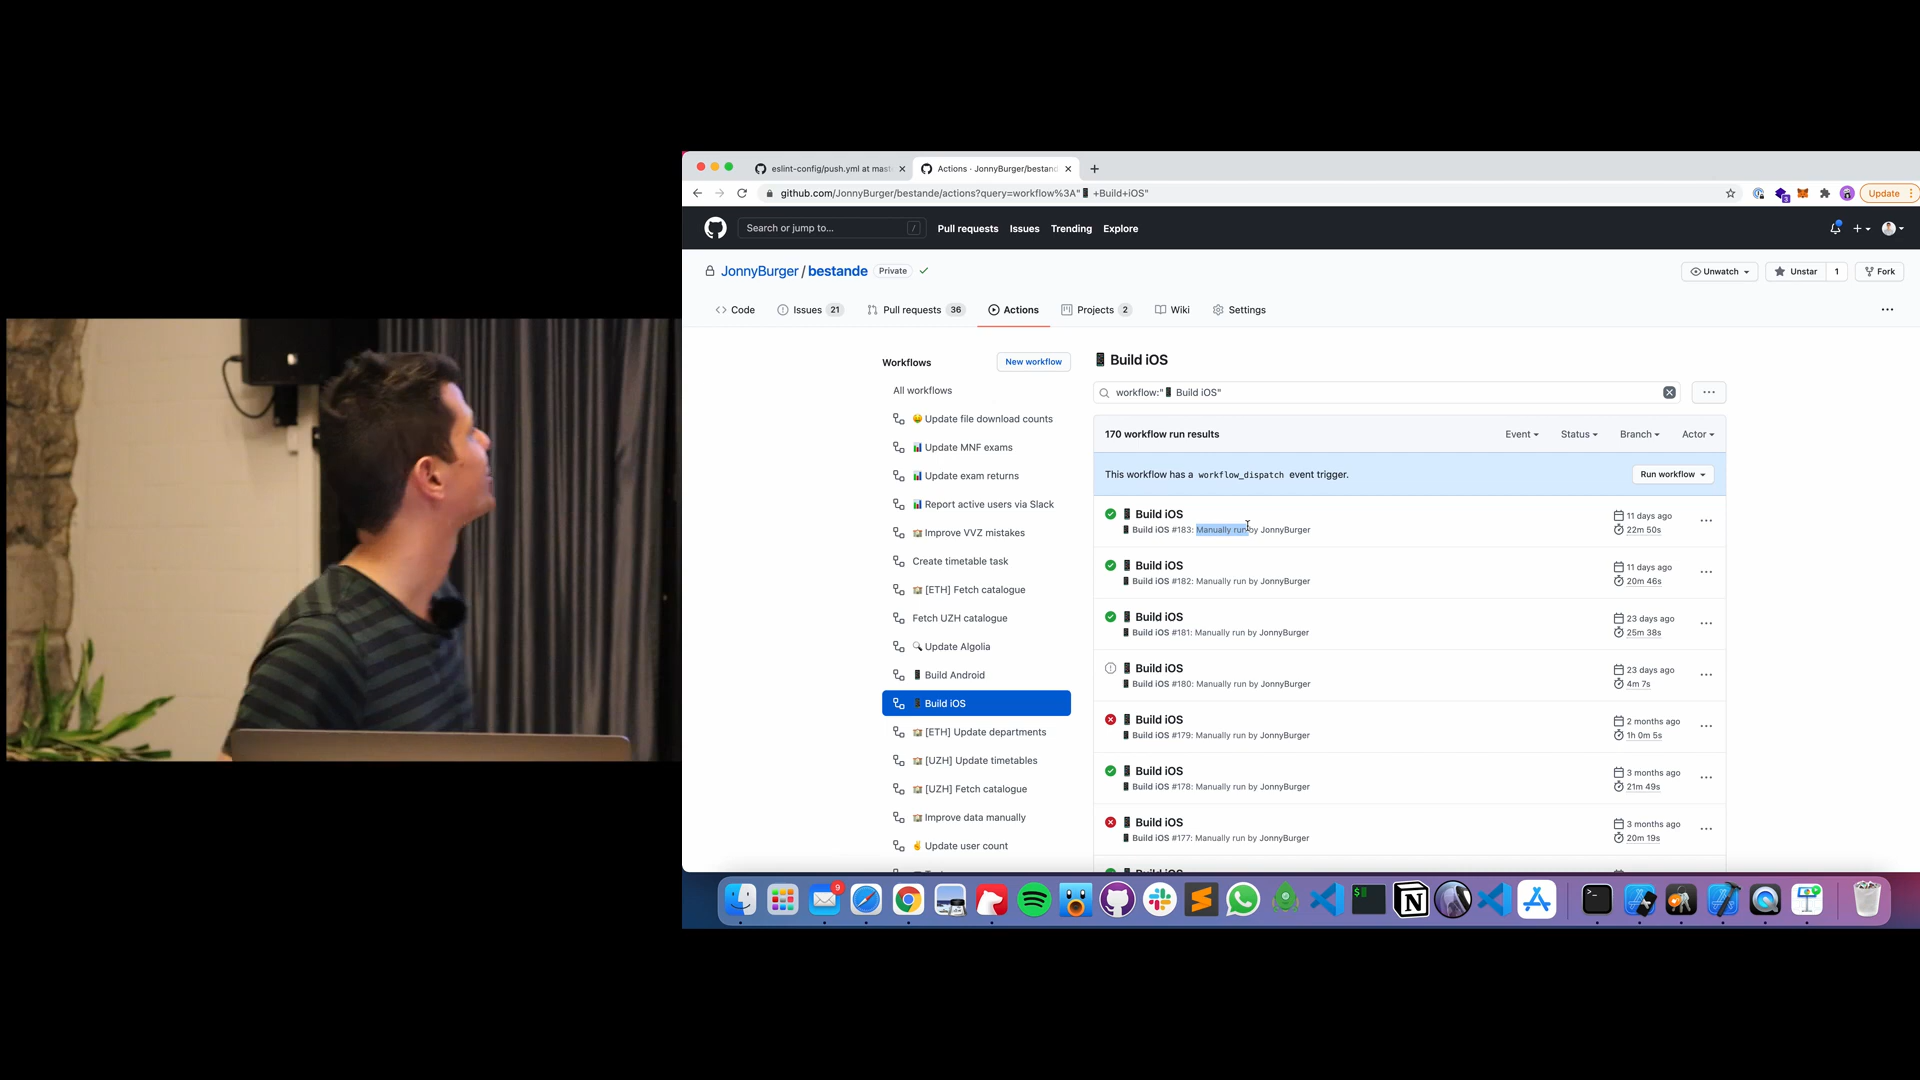 eslint-config/push.yml at mast
Actions · JonnyBurger/bestand
github.com/JonnyBurger/bestande/actions?query=workflow%3A"📱+Build+iOS"
Update
Search or jump to...
/
Pull requests
Issues
Trending
Explore
JonnyBurger / bestande
Private
Unwatch
Unstar
1
Fork
Code
Issues 21
Pull requests 36
Actions
Projects 2
Wiki
Settings
Workflows
New workflow
All workflows
😀 Update file download counts
📊 Update MNF exams
📊 Update exam returns
📊 Report active users via Slack
🏫 Improve VVZ mistakes
Create timetable task
🏫 [ETH] Fetch catalogue
Fetch UZH catalogue
🔍 Update Algolia
📱 Build Android
📱 Build iOS
🏫 [ETH] Update departments
🏫 [UZH] Update timetables
🏫 [UZH] Fetch catalogue
🏫 Improve data manually
✌ Update user count
📱 Build iOS
workflow:"📱 Build iOS"
170 workflow run results
Event
Status
Branch
Actor
This workflow has a workflow_dispatch event trigger.
Run workflow
📱 Build iOS
📱 Build iOS #183: Manually run by JonnyBurger
11 days ago
22m 50s
📱 Build iOS
📱 Build iOS #182: Manually run by JonnyBurger
11 days ago
20m 46s
📱 Build iOS
📱 Build iOS #181: Manually run by JonnyBurger
23 days ago
25m 38s
📱 Build iOS
📱 Build iOS #180: Manually run by JonnyBurger
23 days ago
4m 7s
📱 Build iOS
📱 Build iOS #179: Manually run by JonnyBurger
2 months ago
1h 0m 5s
📱 Build iOS
📱 Build iOS #178: Manually run by JonnyBurger
3 months ago
21m 49s
📱 Build iOS
📱 Build iOS #177: Manually run by JonnyBurger
3 months ago
20m 19s
9